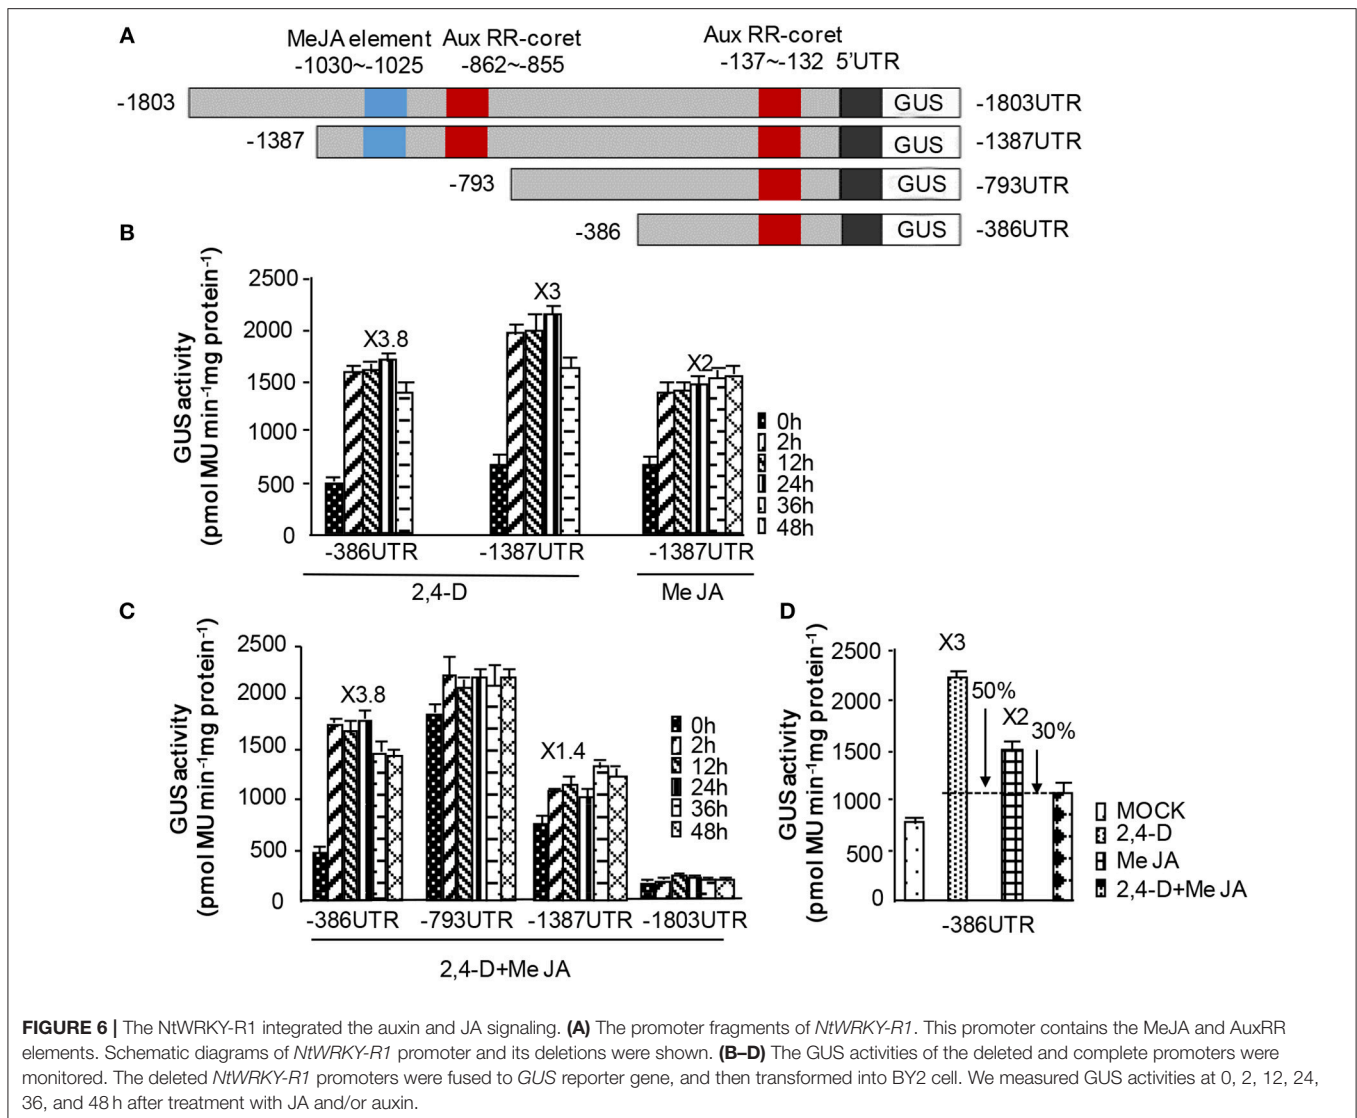 A
MeJA element Aux RR-coret Aux RR-coret
-1030~-1025 -862~-855 -137~-132 5'UTR
-1803 GUS -1803UTR
-1387 GUS -1387UTR
-793 GUS -793UTR
-386 GUS -386UTR
B
GUS activity
(pmol MU min-1mg protein-1)
2500
2000
1500
1000
500
0
X3.8
X3
X2
0h
2h
12h
24h
36h
48h
-386UTR -1387UTR -1387UTR
2,4-D Me JA
C
GUS activity
(pmol MU min-1mg protein-1)
2500
2000
1500
1000
500
0
X3.8
X1.4
0h
2h
12h
24h
36h
48h
-386UTR -793UTR -1387UTR -1803UTR
2,4-D+Me JA
D
GUS activity
(pmol MU min-1mg protein-1)
2500
2000
1500
1000
500
0
X3
50%
X2
30%
MOCK
2,4-D
Me JA
2,4-D+Me JA
-386UTR
FIGURE 6 | The NtWRKY-R1 integrated the auxin and JA signaling. (A) The promoter fragments of NtWRKY-R1. This promoter contains the MeJA and AuxRR
elements. Schematic diagrams of NtWRKY-R1 promoter and its deletions were shown. (B–D) The GUS activities of the deleted and complete promoters were
monitored. The deleted NtWRKY-R1 promoters were fused to GUS reporter gene, and then transformed into BY2 cell. We measured GUS activities at 0, 2, 12, 24,
36, and 48 h after treatment with JA and/or auxin.